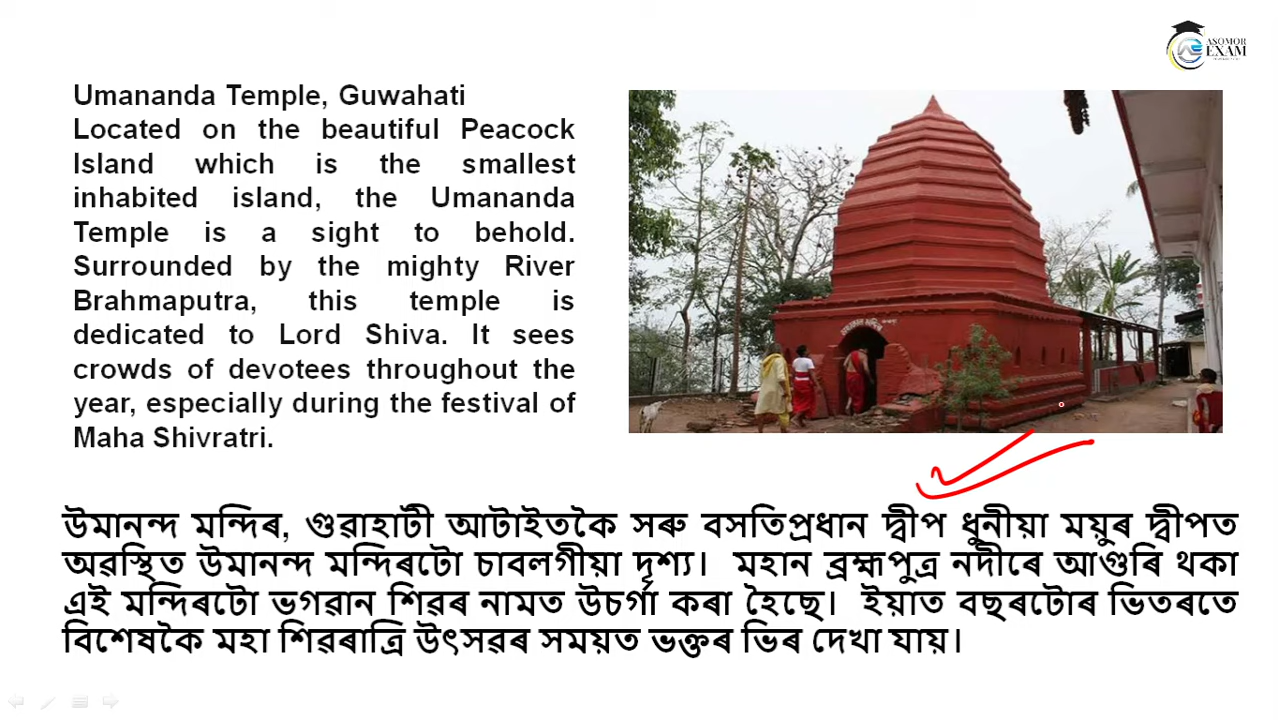 ASOMOR
EXAM
Umananda Temple, Guwahati
Located on the beautiful Peacock
Island which is the smallest
inhabited island, the Umananda
Temple is a sight to behold.
Surrounded by the mighty River
Brahmaputra, this temple is
dedicated to Lord Shiva. It sees
crowds of devotees throughout the
year, especially during the festival of
Maha Shivratri.
উমানন্দ মন্দিৰ, গুৱাহাটী আটাইতকৈ সৰু বসতিপ্ৰধান দ্বীপ ধুনীয়া ময়ুৰ দ্বীপত
অৱস্থিত উমানন্দ মন্দিৰটো চাবলগীয়া দৃশ্য। মহান ব্ৰহ্মপুত্ৰ নদীৰে আগুৰি থকা
এই মন্দিৰটো ভগৱান শিৱৰ নামত উচৰ্গা কৰা হৈছে। ইয়াত বছৰটোৰ ভিতৰতে
বিশেষকৈ মহা শিৱৰাত্ৰি উৎসৱৰ সময়ত ভক্তৰ ভিৰ দেখা যায়।